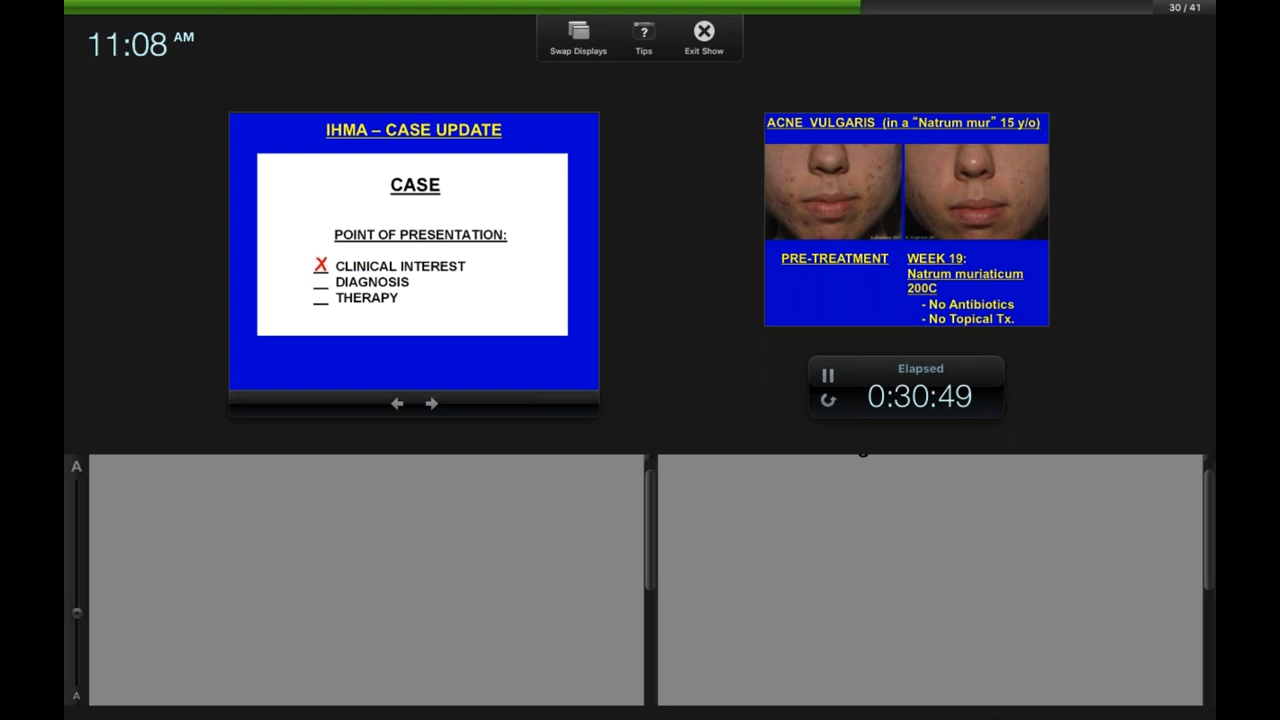 30 / 41
11:08 AM
Swap Displays
Tips
Exit Show
IHMA – CASE UPDATE
CASE
POINT OF PRESENTATION:
X CLINICAL INTEREST
__ DIAGNOSIS
__ THERAPY
ACNE VULGARIS (in a “Natrum mur” 15 y/o)
PRE-TREATMENT
WEEK 19:
Natrum muriaticum
200C
- No Antibiotics
- No Topical Tx.
Elapsed
0:30:49
A
A